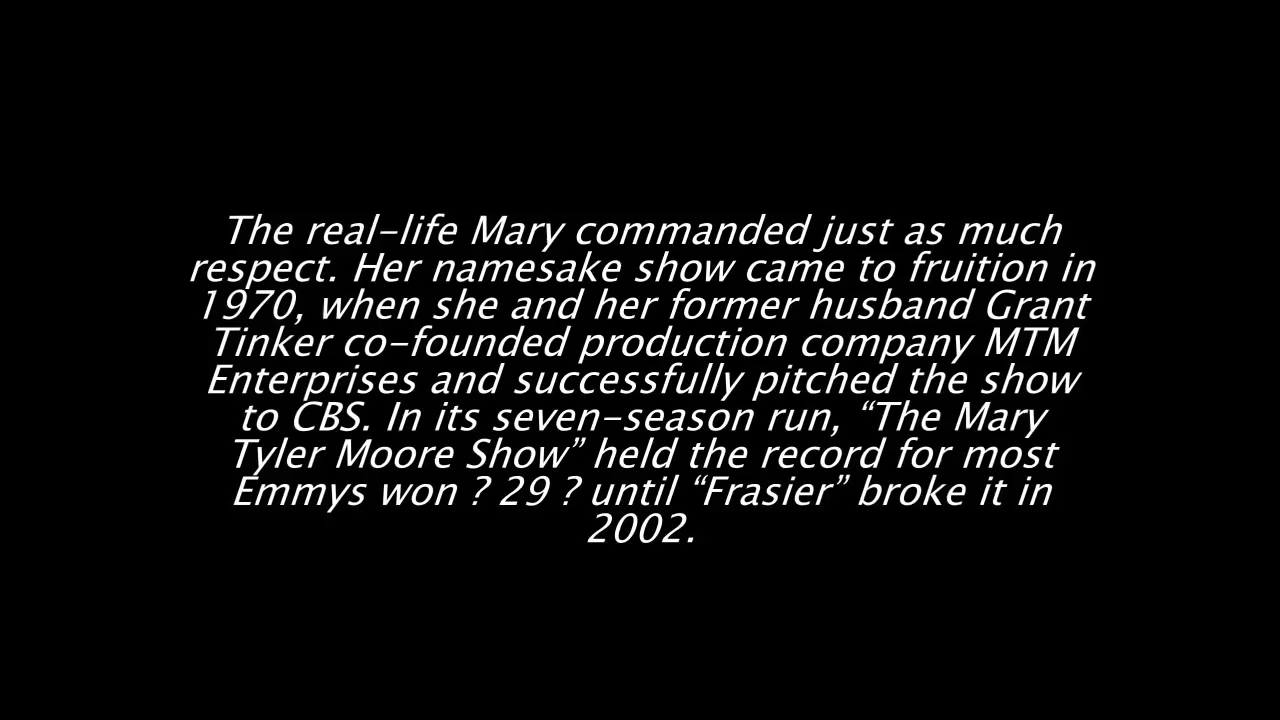 The real-life Mary commanded just as much
respect. Her namesake show came to fruition in
1970, when she and her former husband Grant
Tinker co-founded production company MTM
Enterprises and successfully pitched the show
to CBS. In its seven-season run, “The Mary
Tyler Moore Show” held the record for most
Emmys won ? 29 ? until “Frasier” broke it in
2002.